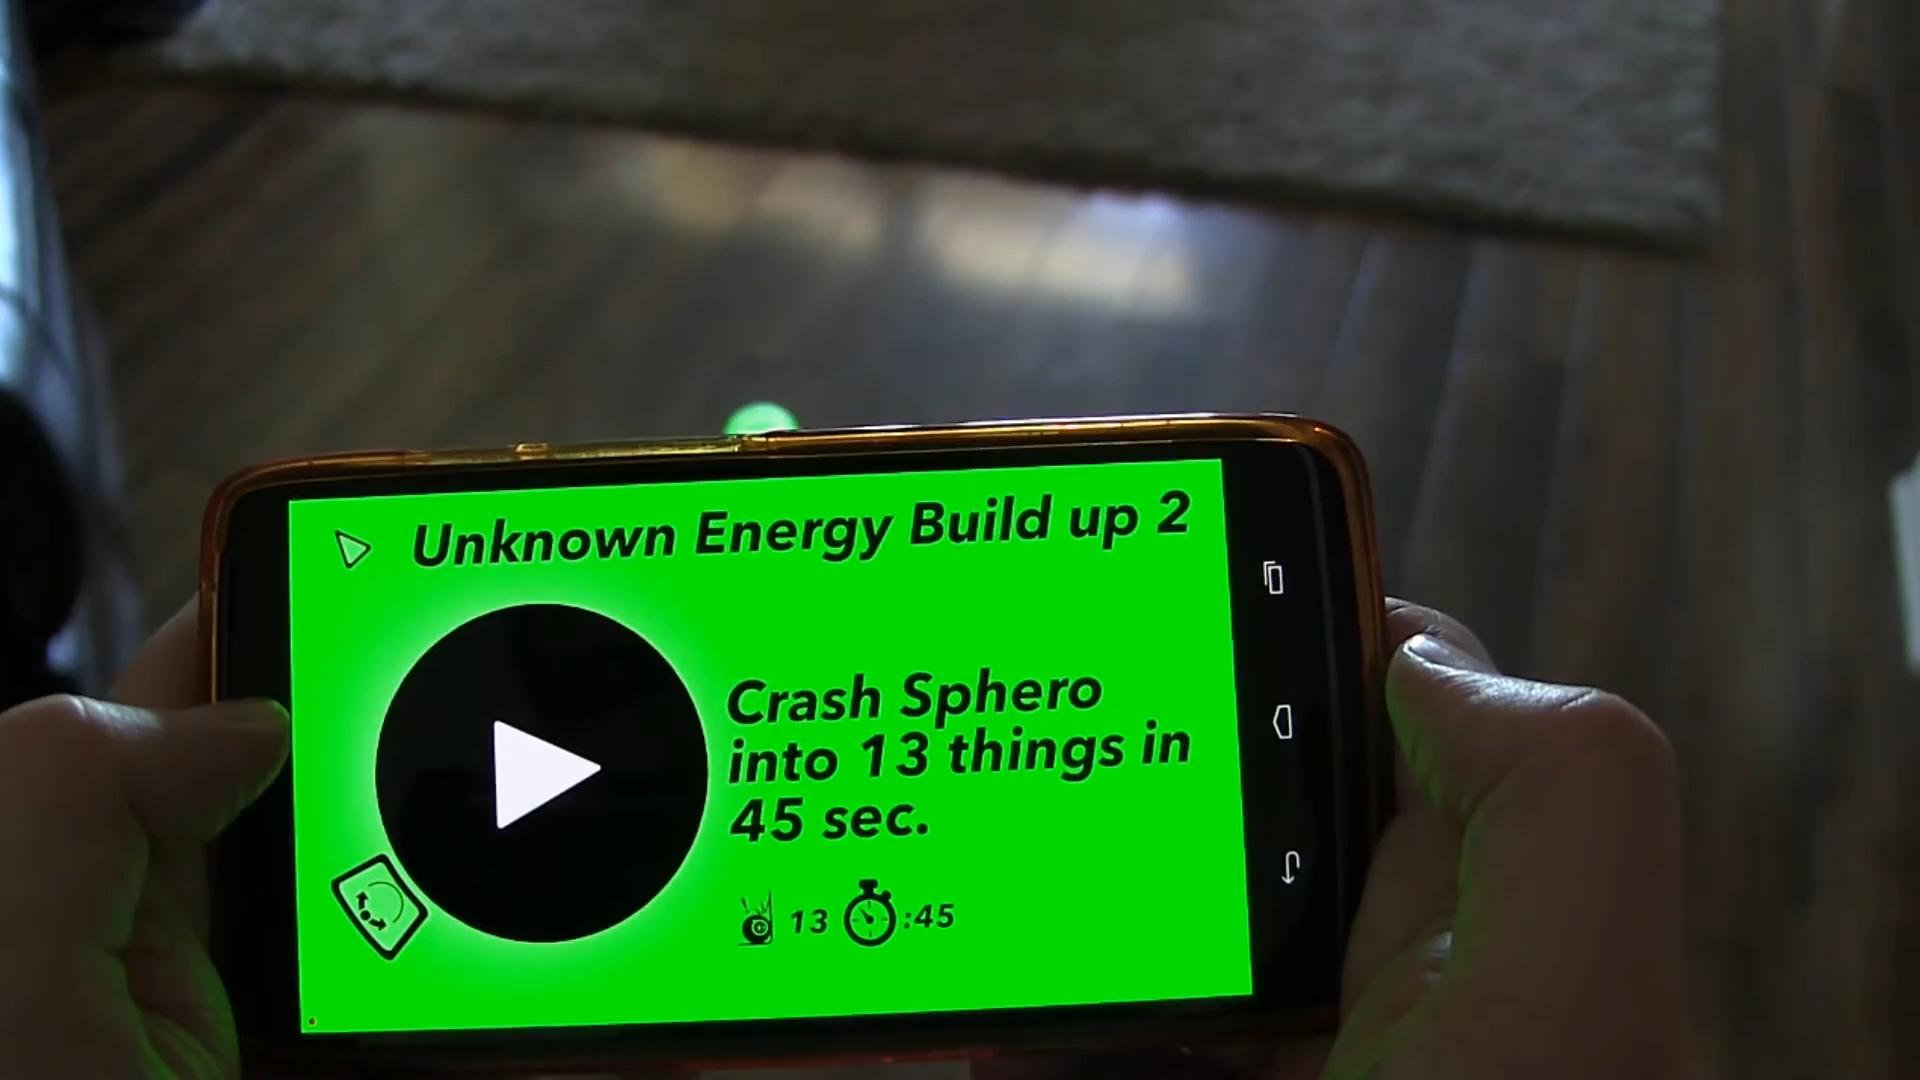 Unknown Energy Build up 2
Crash Sphero
into 13 things in
45 sec.
13 :45